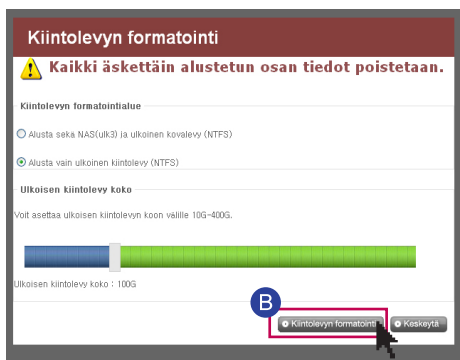 Kiintolevyn formatointi
Kaikki äskettäin alustetun osan tiedot poistetaan.
Kiintolevyn formatointialue
Alusta seka NAS(ulk3) ja ulkoinen kovalevy (NTFS)
Alusta vain ulkoinen kiintolevy (NTFS)
Ulkoisen kiintolevy koko
Voit asettaa ulkoisen kiintolevyn koon välille 10G-400G.
Ulkoisen kiintolevy koko : 100G
B
Kiintolevyn formatointi
Keskeytä